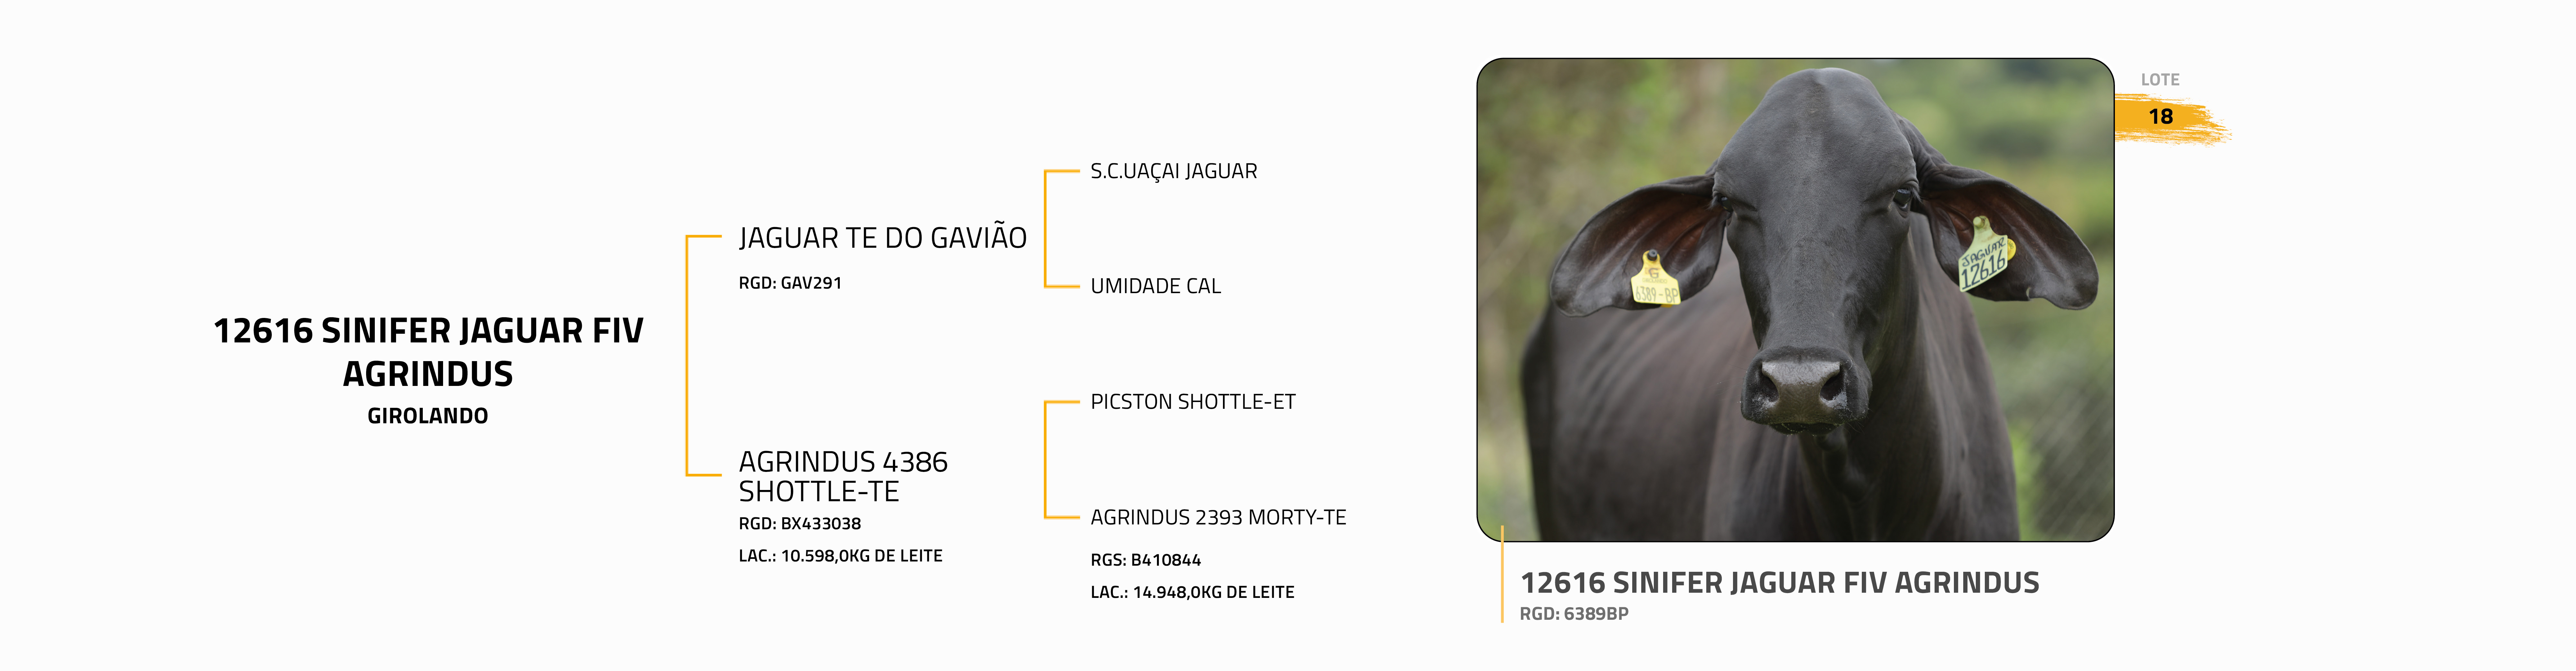 12616 SINIFER JAGUAR FIV
AGRINDUS
GIROLANDO
JAGUAR TE DO GAVIÃO
RGD: GAV291
AGRINDUS 4386
SHOTTLE-TE
RGD: BX433038
LAC.: 10.598,0KG DE LEITE
S.C.UAÇAI JAGUAR
UMIDADE CAL
PICSTON SHOTTLE-ET
AGRINDUS 2393 MORTY-TE
RGS: B410844
LAC.: 14.948,0KG DE LEITE
LOTE
18
G
6389-BP
JAGUAR
12616
12616 SINIFER JAGUAR FIV AGRINDUS
RGD: 6389BP